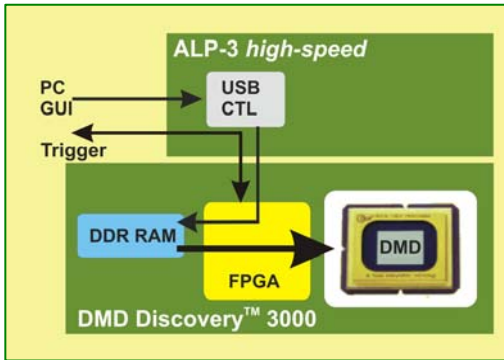 ALP-3 high-speed
PC
GUI
USB
CTL
Trigger
DDR RAM
FPGA
DMD
DMD Discovery™ 3000